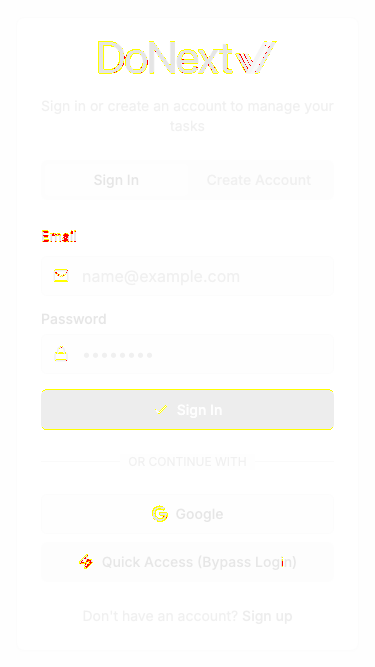 DoNext
Sign in or create an account to manage your
tasks
Sign In
Create Account
Email
name@example.com
Password
Sign In
OR CONTINUE WITH
Google
Quick Access (Bypass Login)
Don't have an account? Sign up